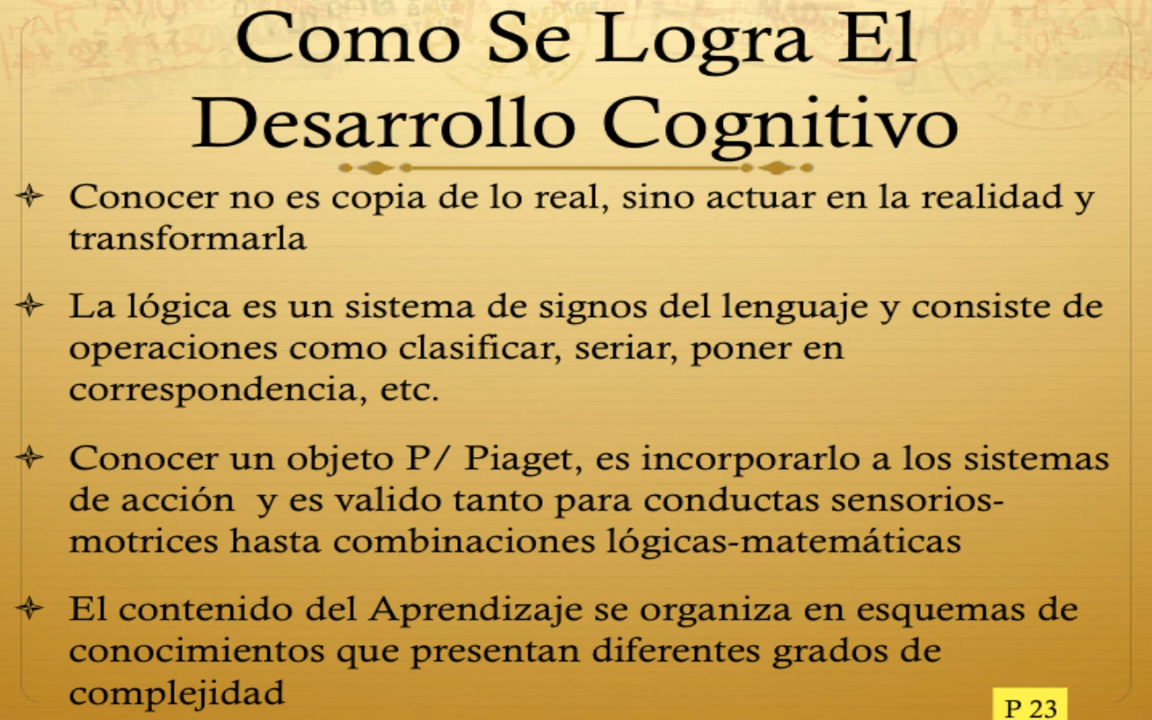 Como Se Logra El
Desarrollo Cognitivo
Conocer no es copia de lo real, sino actuar en la realidad y
transformarla
La lógica es un sistema de signos del lenguaje y consiste de
operaciones como clasificar, seriar, poner en
correspondencia, etc.
Conocer un objeto P/ Piaget, es incorporarlo a los sistemas
de acción  y es valido tanto para conductas sensorios-
motrices hasta combinaciones lógicas-matemáticas
El contenido del Aprendizaje se organiza en esquemas de
conocimientos que presentan diferentes grados de
complejidad
P 23